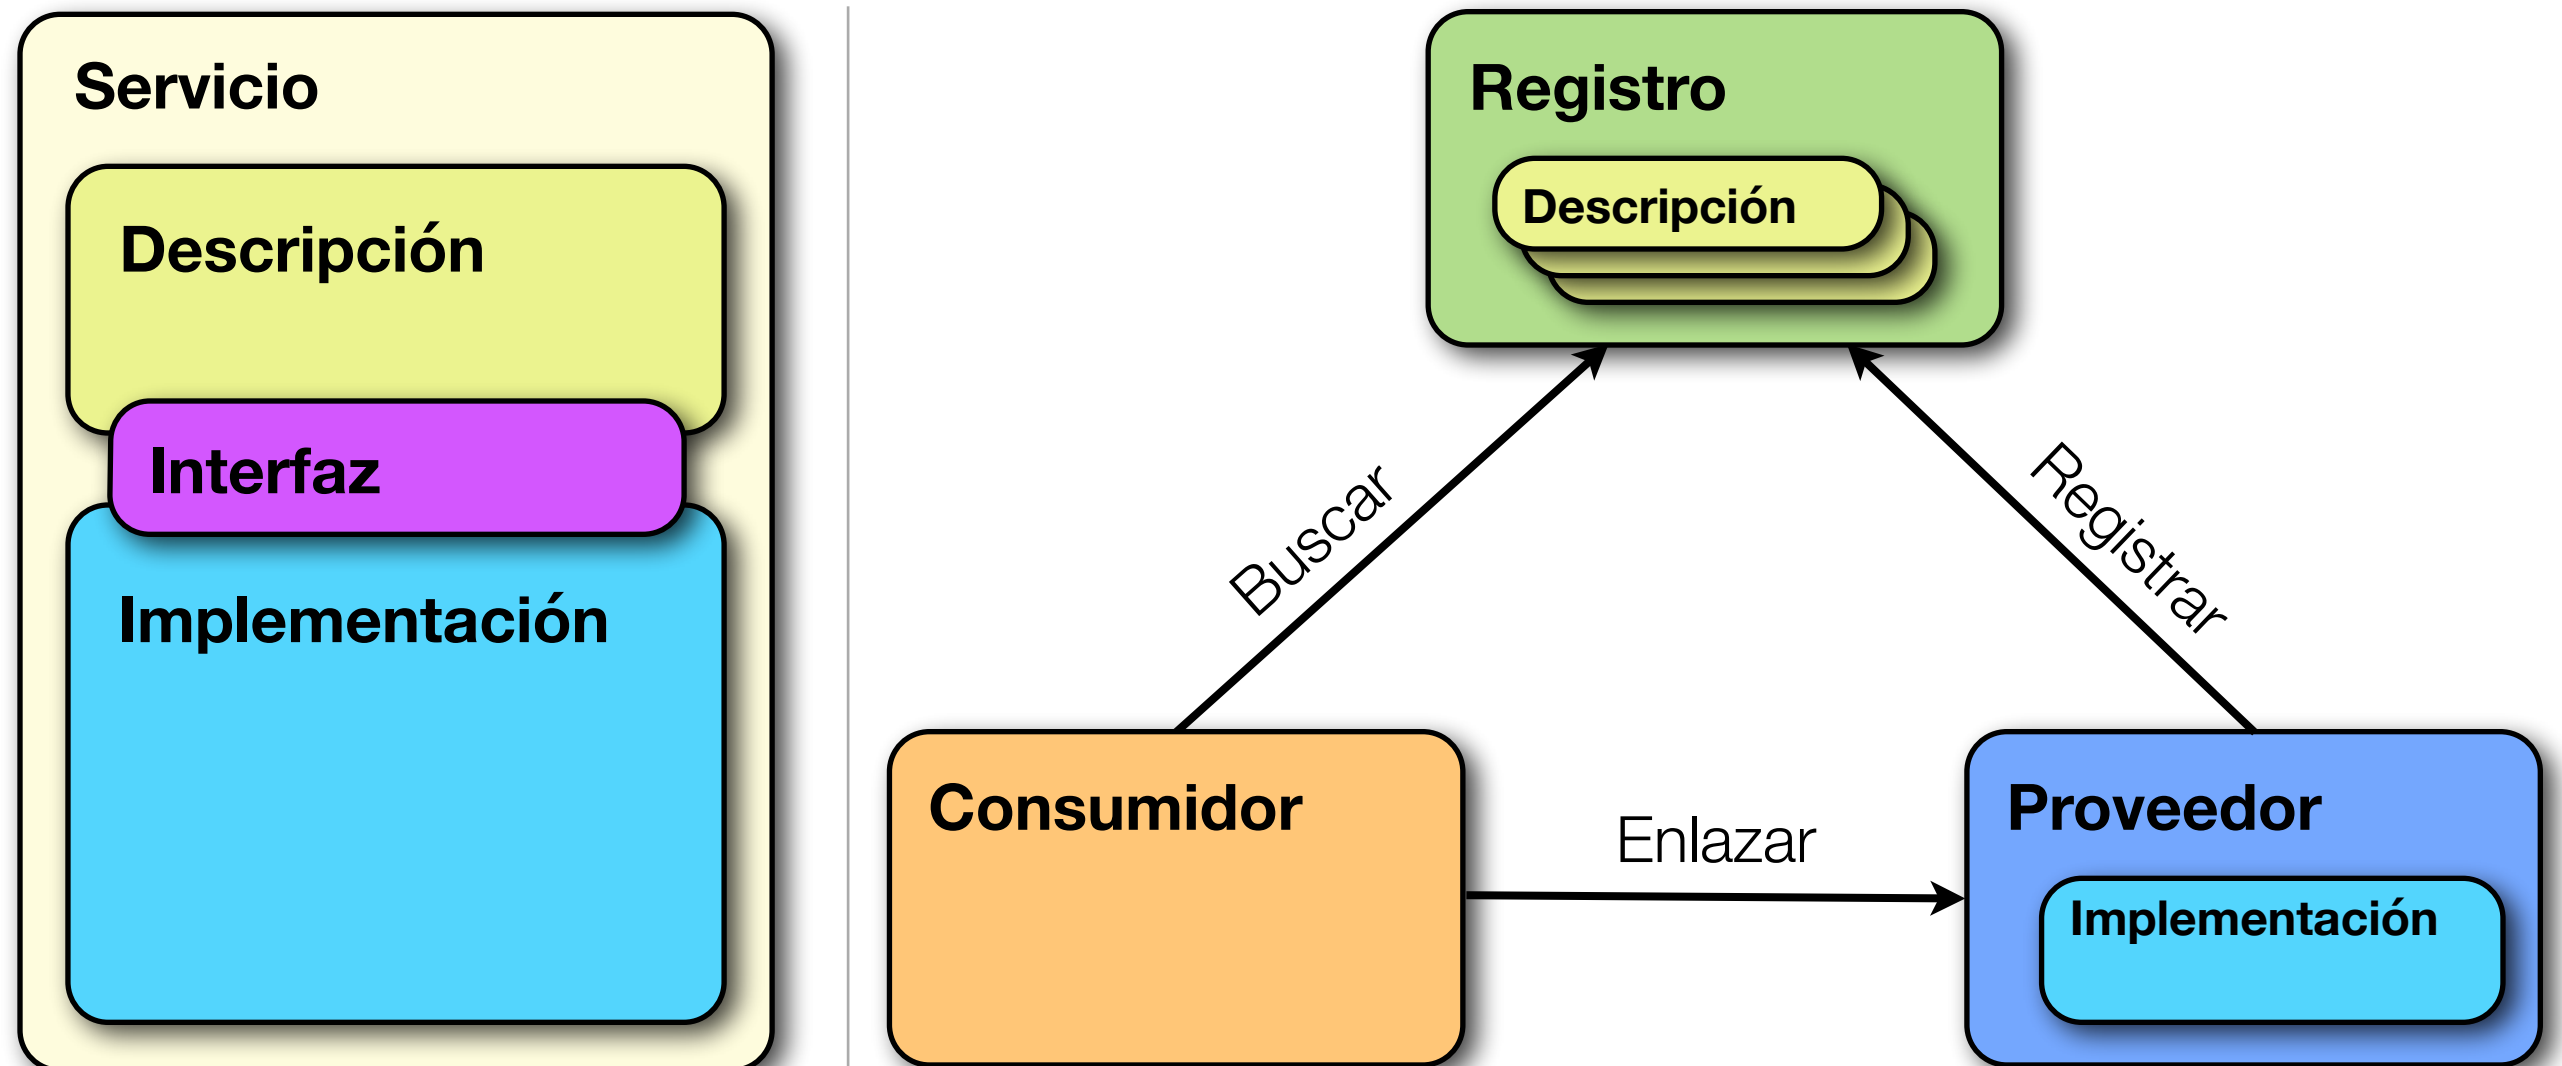 Servicio
Descripción
Interfaz
Implementación
Registro
Descripción
Buscar
Registrar
Consumidor
Enlazar
Proveedor
Implementación